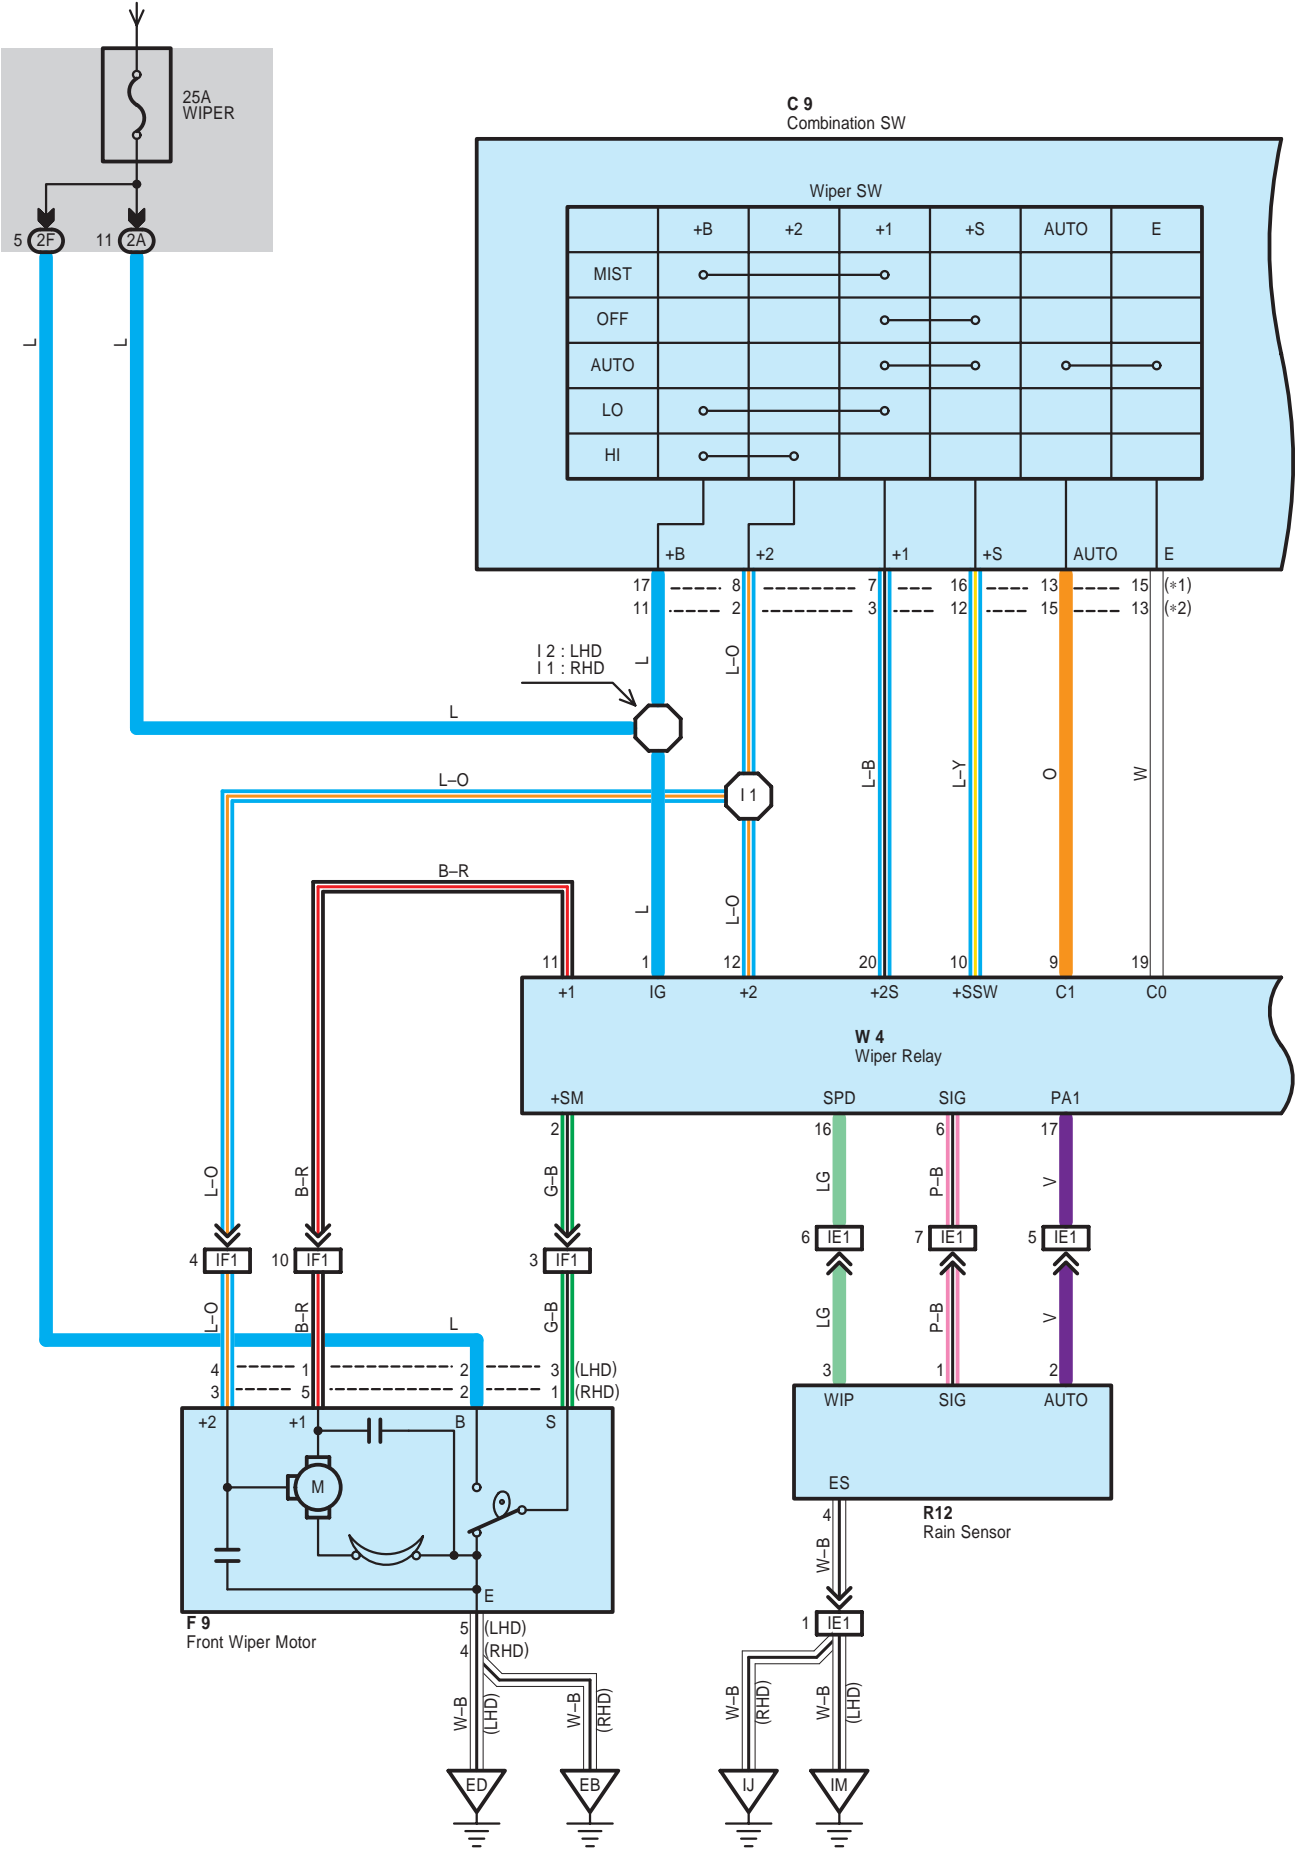 25A
WIPER
5 2F 11 2A
L L
C 9
Combination SW
Wiper SW
+B +2 +1 +S AUTO E
MIST
OFF
AUTO
LO
HI
+B +2 +1 +S AUTO E
17 8 7 16 13 15 (*1)
11 2 3 12 15 13 (*2)
I 2 : LHD
I 1 : RHD
L L–O
L
L–O
I 1
L–B L–Y O W
B–R
L L–O
11 1 12 20 10 9 19
+1 IG +2 +2S +SSW C1 C0
W 4
Wiper Relay
+SM SPD SIG PA1
2 16 6 17
L–O B–R G–B LG P–B V
6 IE1 7 IE1 5 IE1
4 IF1 10 IF1 3 IF1
L–O B–R L G–B LG P–B V
4 1 2 3 (LHD)
3 5 2 1 (RHD)
3 1 2
WIP SIG AUTO
+2 +1 B S
M
ES
R12
Rain Sensor
4
W–B
E
F 9
Front Wiper Motor
5 (LHD)
4 (RHD)
1 IE1
W–B (LHD) W–B (RHD) W–B (RHD) W–B (LHD)
ED EB IJ IM